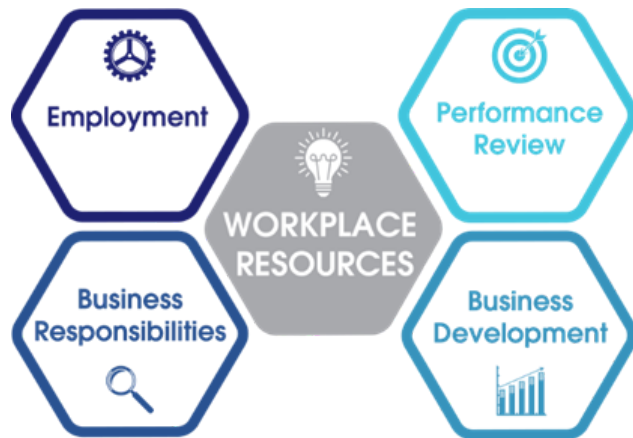 Employment
Performance
Review
WORKPLACE
RESOURCES
Business
Responsibilities
Business
Development